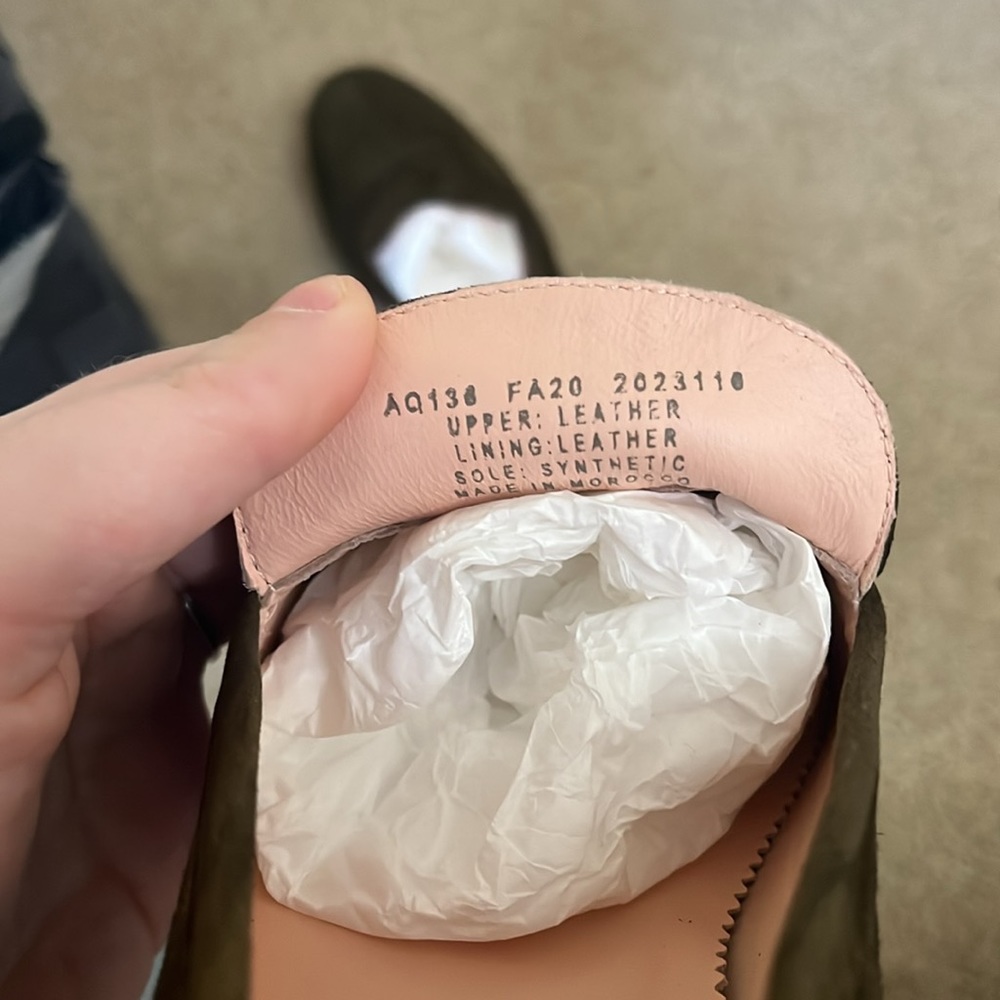 AQ138 FA20 2023110
UPPER: LEATHER
LINING:LEATHER
SOLE: SYNTHETIC
MADE IN MOROCCO